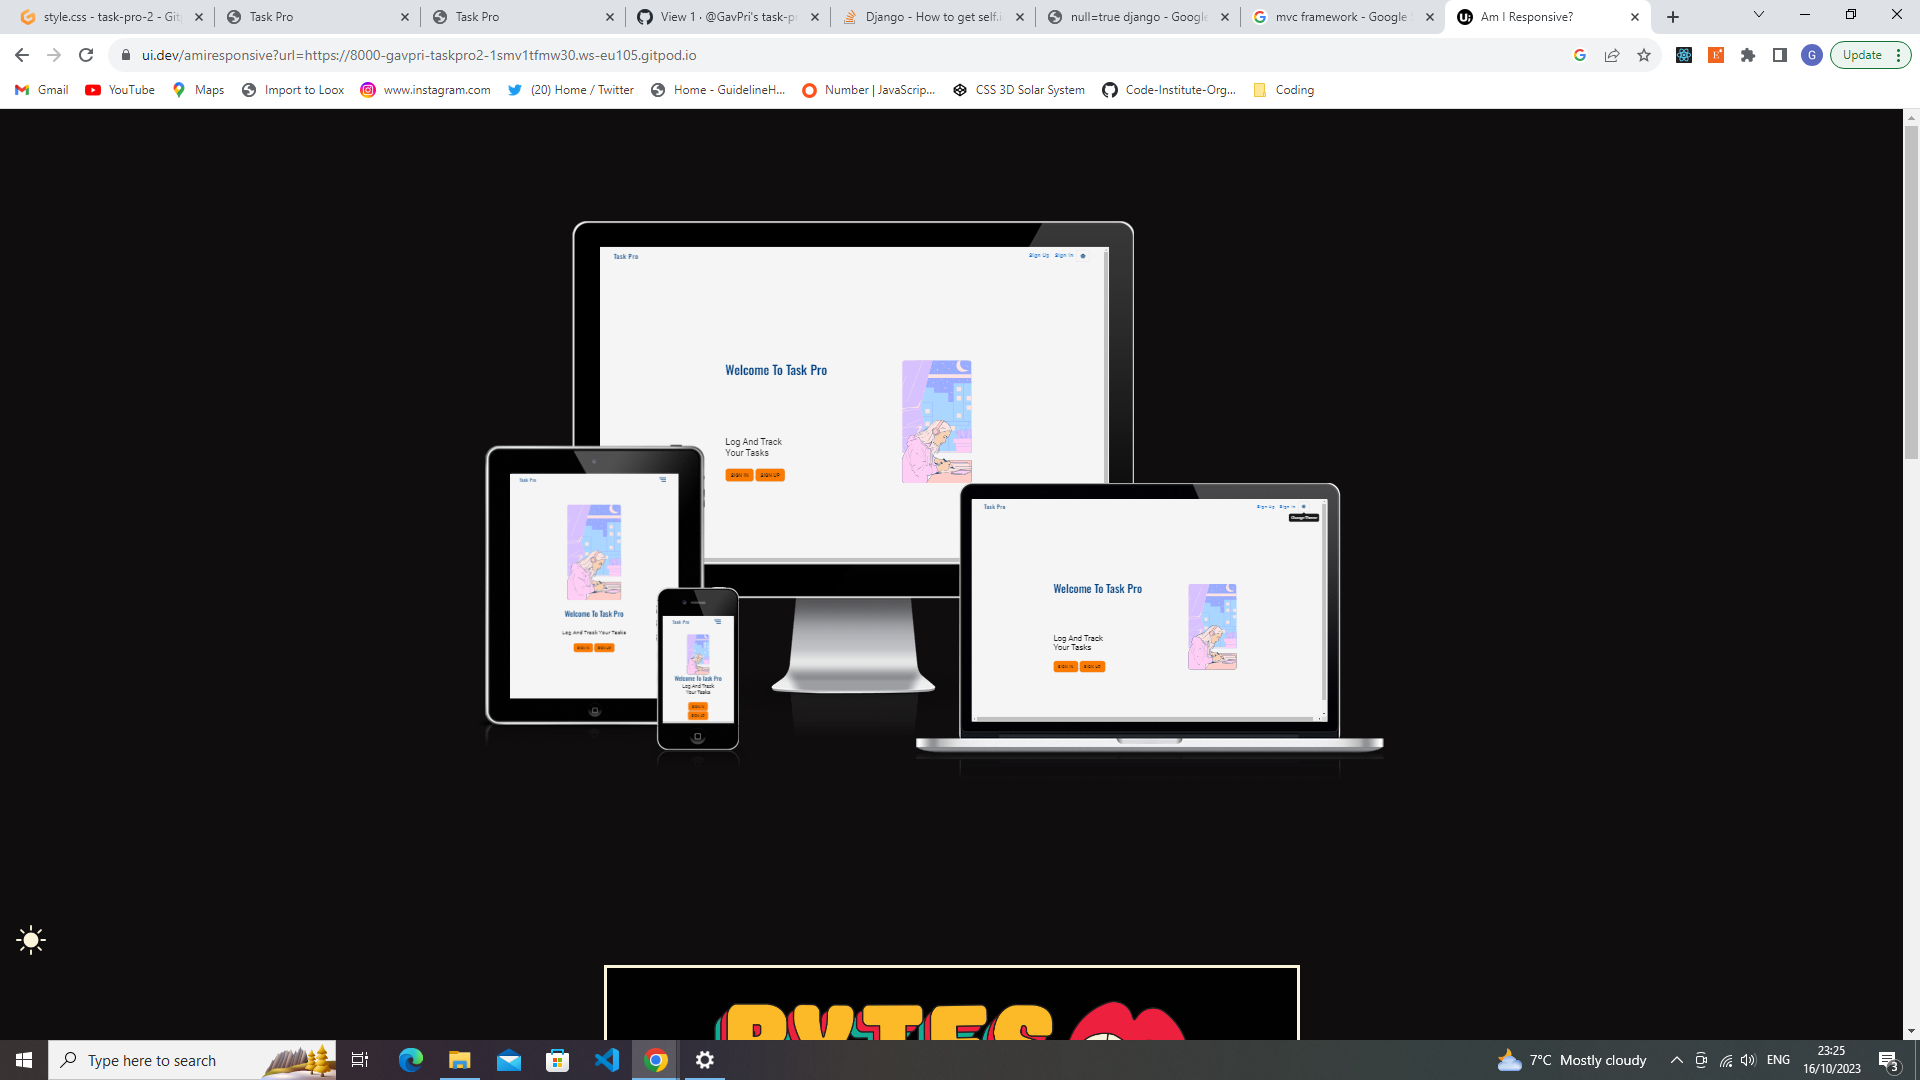 style.css - task-pro-2 - Git
Task Pro
Task Pro
View 1 · @GavPri's task-pr
Django - How to get self.i
null=true django - Google
mvc framework - Google
Am I Responsive?
ui.dev/amiresponsive?url=https://8000-gavpri-taskpro2-1smv1tfmw30.ws-eu105.gitpod.io
G
Update
Gmail
YouTube
Maps
Import to Loox
www.instagram.com
(20) Home / Twitter
Home - GuidelineH...
Number | JavaScrip...
CSS 3D Solar System
Code-Institute-Org...
Coding
Task Pro
Sign Up
Sign In
Welcome To Task Pro
Log And Track
Your Tasks
SIGN IN
SIGN UP
Task Pro
Welcome To Task Pro
Log And Track Your Tasks
SIGN IN
SIGN UP
Task Pro
Welcome To Task Pro
Log And Track
Your Tasks
SIGN IN
SIGN UP
Task Pro
Sign Up
Sign In
Change Theme
Welcome To Task Pro
Log And Track
Your Tasks
SIGN IN
SIGN UP
BYTES
Type here to search
7°C Mostly cloudy
ENG
23:25
16/10/2023
3